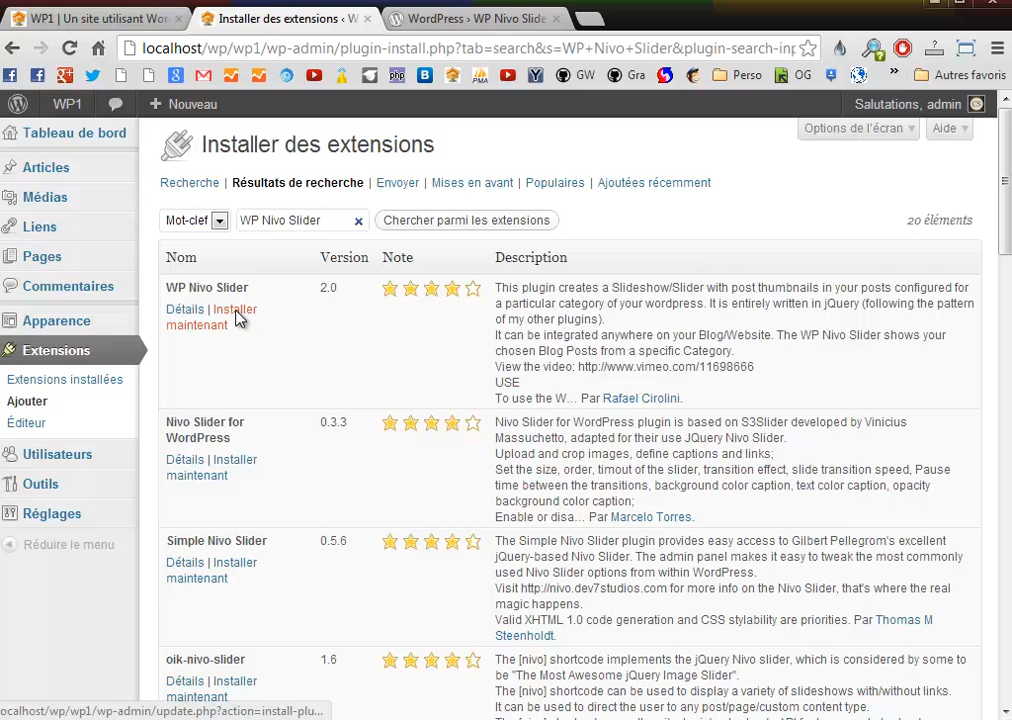 WP1 | Un site utilisant Wor
Installer des extensions ‹ W
WordPress › WP Nivo Slide
localhost/wp/wp1/wp-admin/plugin-install.php?tab=search&s=WP+Nivo+Slider&plugin-search-inp
GW
Gra
Perso
OG
»
Autres favoris
WP1
Nouveau
Salutations, admin
Tableau de bord
Articles
Médias
Liens
Pages
Commentaires
Apparence
Extensions
Extensions installées
Ajouter
Éditeur
Utilisateurs
Outils
Réglages
Réduire le menu
Options de l'écran
Aide
Installer des extensions
Recherche | Résultats de recherche | Envoyer | Mises en avant | Populaires | Ajoutées récemment
Mot-clef
WP Nivo Slider
Chercher parmi les extensions
20 éléments
Nom
Version
Note
Description
WP Nivo Slider
Détails | Installer
maintenant
2.0
This plugin creates a Slideshow/Slider with post thumbnails in your posts configured for
a particular category of your wordpress. It is entirely written in jQuery (following the pattern
of my other plugins).
It can be integrated anywhere on your Blog/Website. The WP Nivo Slider shows your
chosen Blog Posts from a specific Category.
View the video: http://www.vimeo.com/11698666
USE
To use the W… Par Rafael Cirolini.
Nivo Slider for
WordPress
Détails | Installer
maintenant
0.3.3
Nivo Slider for WordPress plugin is based on S3Slider developed by Vinicius
Massuchetto, adapted for their use JQuery Nivo Slider.
Upload and crop images, define captions and links;
Set the size, order, timout of the slider, transition effect, slide transition speed, Pause
time between the transitions, background color caption, text color caption, opacity
background color caption;
Enable or disa… Par Marcelo Torres.
Simple Nivo Slider
Détails | Installer
maintenant
0.5.6
The Simple Nivo Slider plugin provides easy access to Gilbert Pellegrom's excellent
jQuery-based Nivo Slider. The admin panel makes it easy to tweak the most commonly
used Nivo Slider options from within WordPress.
Visit http://nivo.dev7studios.com for more info on the Nivo Slider, that's where the real
magic happens.
Valid XHTML 1.0 code generation and CSS stylability are priorities. Par Thomas M
Steenholdt.
oik-nivo-slider
Détails | Installer
maintenant
1.6
The [nivo] shortcode implements the jQuery Nivo slider, which is considered by some to
be "The Most Awesome jQuery Image Slider".
The [nivo] shortcode can be used to display a variety of slideshows with/without links.
It can be used to direct the user to any post/page/custom content type.
localhost/wp/wp1/wp-admin/update.php?action=install-plu...